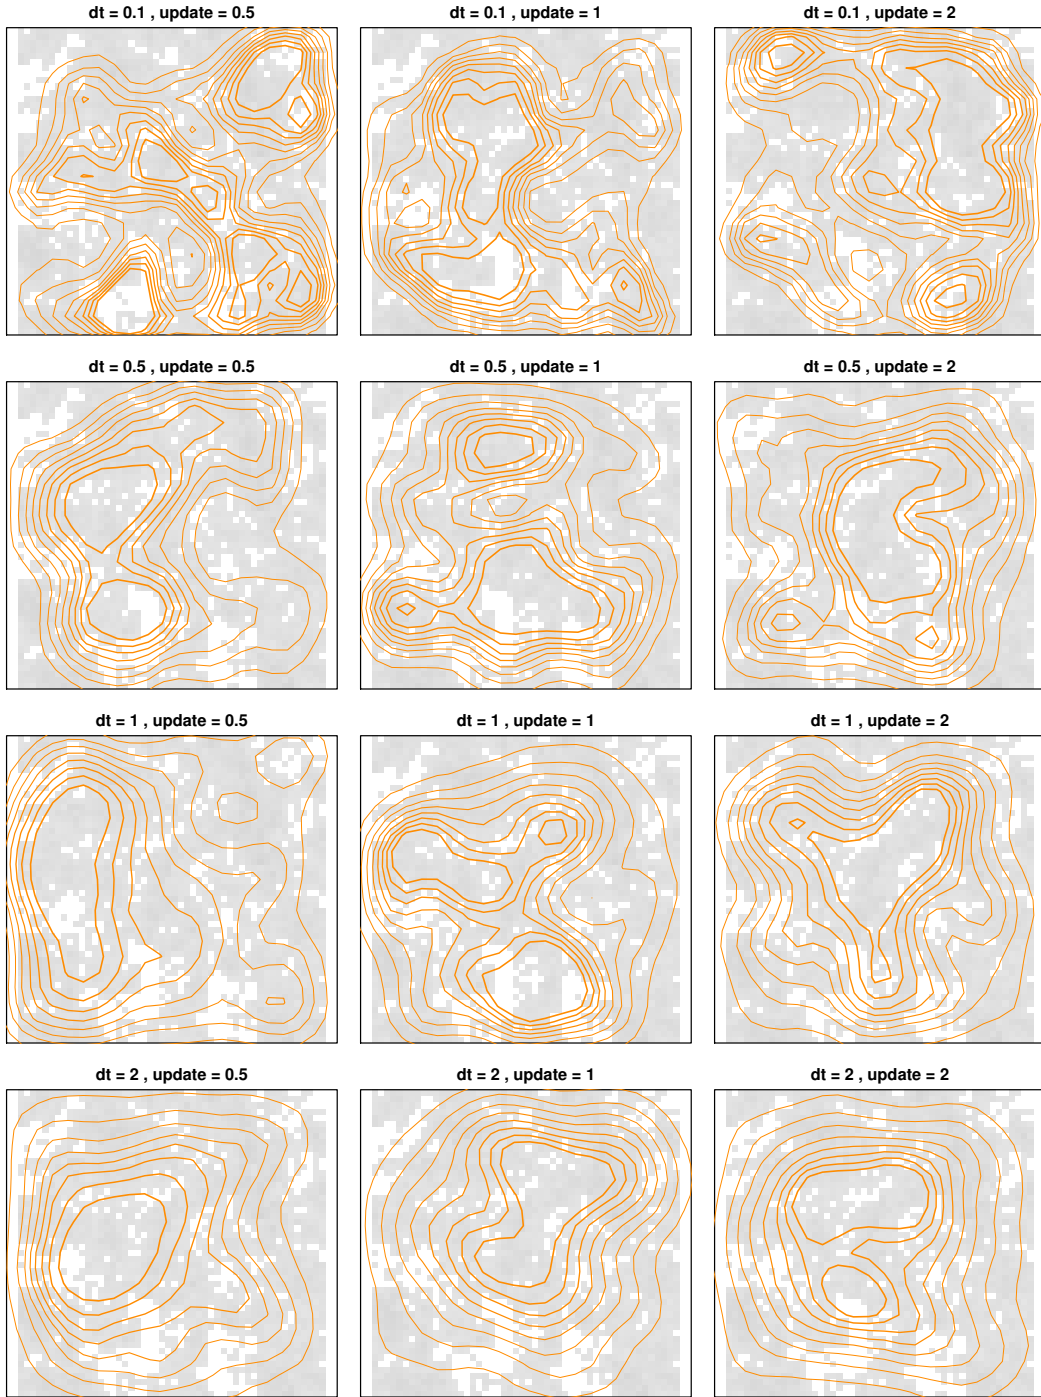 dt = 0.1 , update = 0.5
dt = 0.1 , update = 1
dt = 0.1 , update = 2
dt = 0.5 , update = 0.5
dt = 0.5 , update = 1
dt = 0.5 , update = 2
dt = 1 , update = 0.5
dt = 1 , update = 1
dt = 1 , update = 2
dt = 2 , update = 0.5
dt = 2 , update = 1
dt = 2 , update = 2